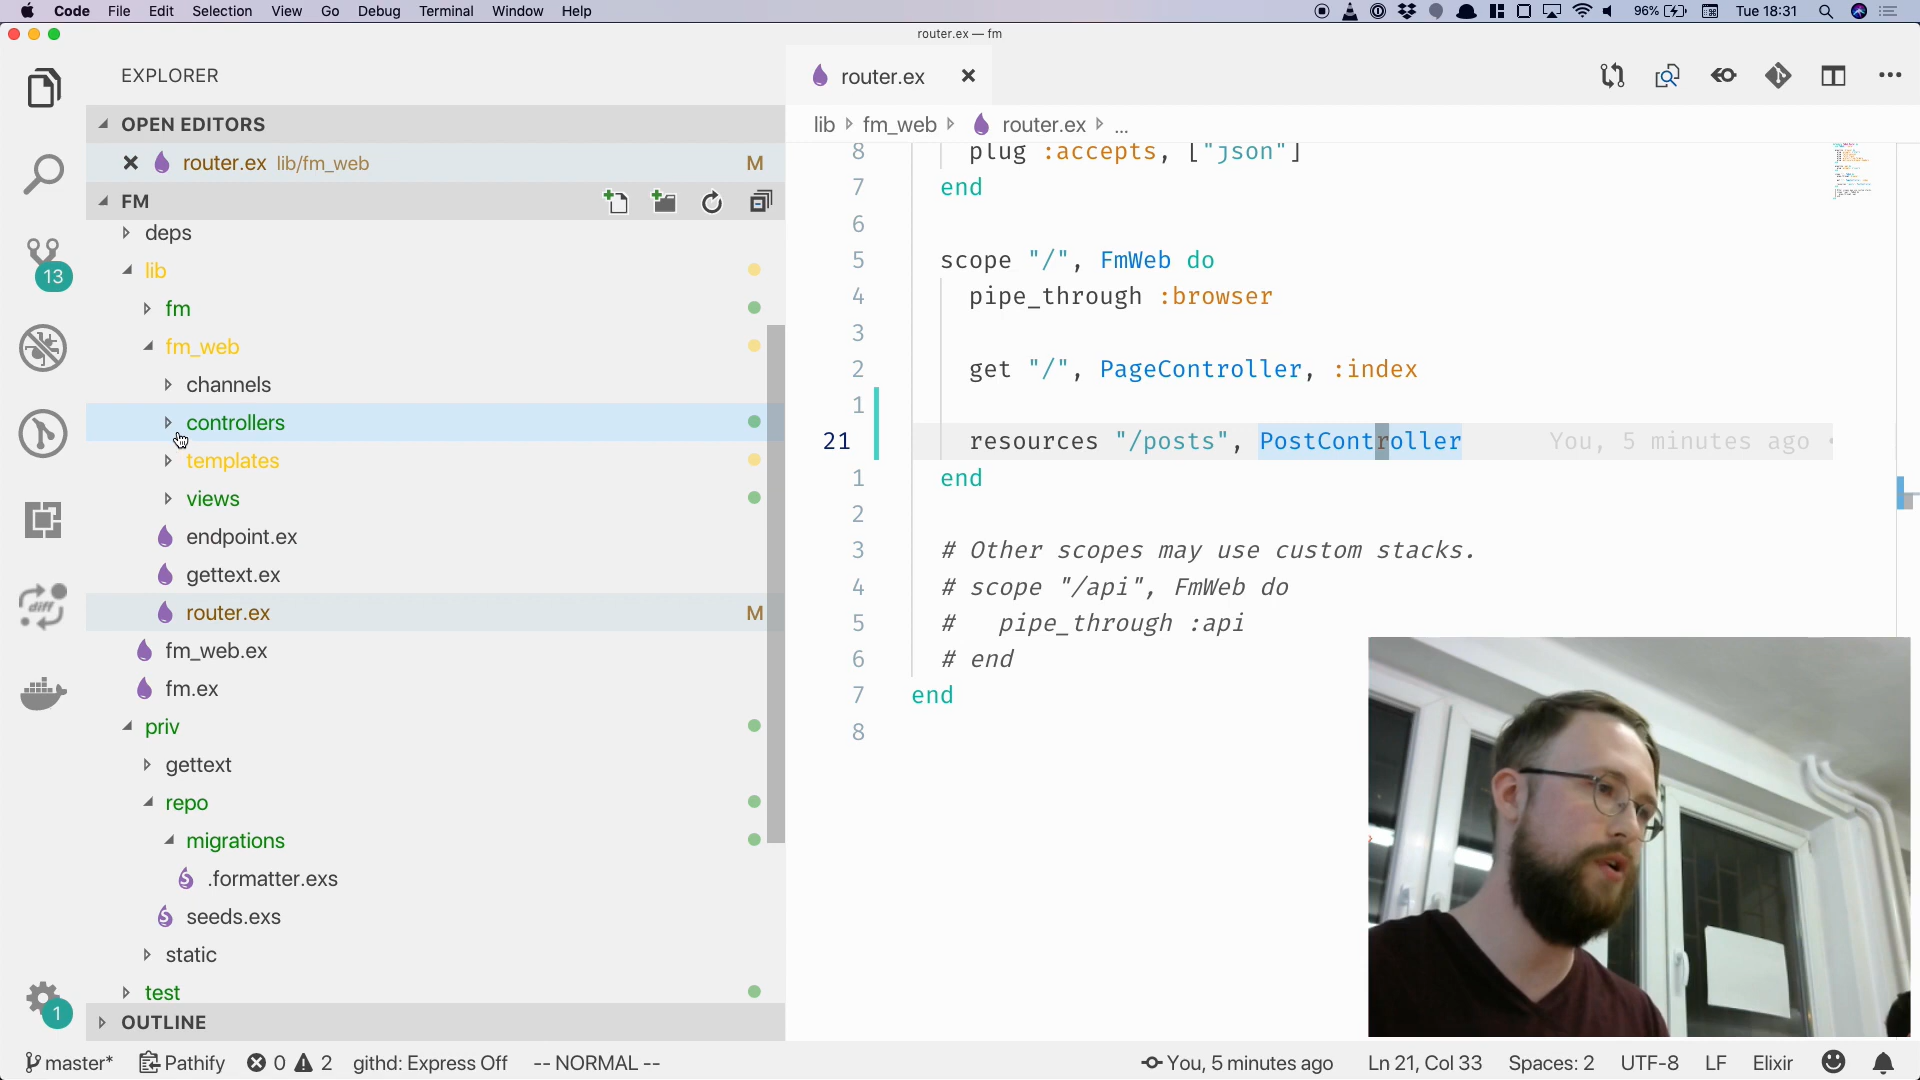 Code File Edit Selection View Go Debug Terminal Window Help 96% Tue 18:31
router.ex — fm
EXPLORER
OPEN EDITORS
router.ex lib/fm_web M
FM
deps
lib
fm
fm_web
channels
controllers
templates
views
endpoint.ex
gettext.ex
router.ex M
fm_web.ex
fm.ex
priv
gettext
repo
migrations
.formatter.exs
seeds.exs
static
test
OUTLINE
13
1
router.ex
lib fm_web router.ex ...
8 plug :accepts, ["json"]
7 end
6
5 scope "/", FmWeb do
4 pipe_through :browser
3
2 get "/", PageController, :index
1
21 resources "/posts", PostController You, 5 minutes ago •
1 end
2
3 # Other scopes may use custom stacks.
4 # scope "/api", FmWeb do
5 # pipe_through :api
6 # end
7 end
8
diff
master* Pathify 0 2 githd: Express Off -- NORMAL -- You, 5 minutes ago Ln 21, Col 33 Spaces: 2 UTF-8 LF Elixir